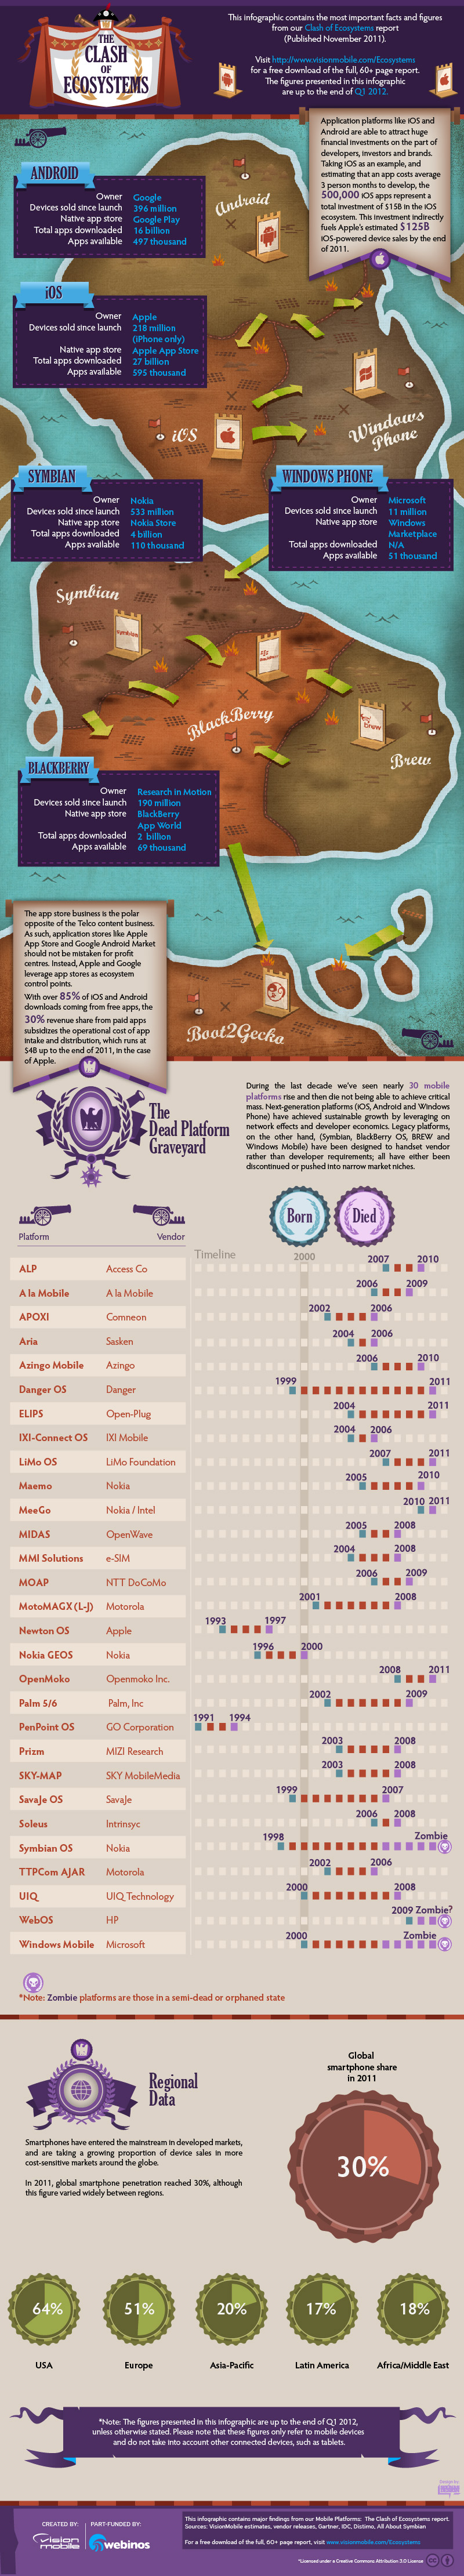 THE
CLASH
OF
ECOSYSTEMS
This infographic contains the most important facts and figures
from our Clash of Ecosystems report
(Published November 2011).
Visit http://www.visionmobile.com/Ecosystems
for a free download of the full, 60+ page report.
The figures presented in this infographic
are up to the end of Q1 2012.
Application platforms like iOS and
Android are able to attract huge
financial investments on the part of
developers, investors and brands.
Taking iOS as an example, and
estimating that an app costs average
3 person months to develop, the
500,000 iOS apps represent a
total investment of $15B in the iOS
ecosystem. This investment indirectly
fuels Apple's estimated $125B
iOS-powered device sales by the end
of 2011.
ANDROID
Owner Google
Devices sold since launch 396 million
Native app store Google Play
Total apps downloaded 16 billion
Apps available 497 thousand
Android
iOS
Owner Apple
Devices sold since launch 218 million
(iPhone only)
Native app store Apple App Store
Total apps downloaded 27 billion
Apps available 595 thousand
iOS
Windows
Phone
SYMBIAN
Owner Nokia
Devices sold since launch 533 million
Native app store Nokia Store
Total apps downloaded 4 billion
Apps available 110 thousand
WINDOWS PHONE
Owner Microsoft
Devices sold since launch 11 million
Native app store Windows
Marketplace
Total apps downloaded N/A
Apps available 51 thousand
Symbian
symbian
BlackBerry
Brew
Brew
BLACKBERRY
Owner Research in Motion
Devices sold since launch 190 million
Native app store BlackBerry
App World
Total apps downloaded 2 billion
Apps available 69 thousand
The app store business is the polar
opposite of the Telco content business.
As such, application stores like Apple
App Store and Google Android Market
should not be mistaken for profit
centres. Instead, Apple and Google
leverage app stores as ecosystem
control points.
With over 85% of iOS and Android
downloads coming from free apps, the
30% revenue share from paid apps
subsidizes the operational cost of app
intake and distribution, which runs at
$4B up to the end of 2011, in the case
of Apple.
Boot2Gecko
The
Dead Platform
Graveyard
During the last decade we've seen nearly 30 mobile
platforms rise and then die not being able to achieve critical
mass. Next-generation platforms (iOS, Android and Windows
Phone) have achieved sustainable growth by leveraging on
network effects and developer economics. Legacy platforms,
on the other hand, (Symbian, BlackBerry OS, BREW and
Windows Mobile) have been designed to handset vendor
rather than developer requirements; all have either been
discontinued or pushed into narrow market niches.
Born Died
Platform Vendor
Timeline 2000
ALP Access Co 2007 2010
A la Mobile A la Mobile 2006 2009
APOXI Comneon 2002 2006
Aria Sasken 2004 2006
Azingo Mobile Azingo 2006 2010
Danger OS Danger 1999 2011
ELIPS Open-Plug 2004 2011
IXI-Connect OS IXI Mobile 2004 2006
LiMo OS LiMo Foundation 2007 2011
Maemo Nokia 2005 2010
MeeGo Nokia / Intel 2010 2011
MIDAS OpenWave 2005 2008
MMI Solutions e-SIM 2004 2008
MOAP NTT DoCoMo 2006 2009
MotoMAGX (L-J) Motorola 2001 2008
Newton OS Apple 1993 1997
Nokia GEOS Nokia 1996 2000
OpenMoko Openmoko Inc. 2008 2011
Palm 5/6 Palm, Inc 2002 2009
PenPoint OS GO Corporation 1991 1994
Prizm MIZI Research 2003 2008
SKY-MAP SKY MobileMedia 2003 2008
SavaJe OS SavaJe 1999 2007
Soleus Intrinsyc 2006 2008
Symbian OS Nokia 1998 Zombie
TTPCom AJAR Motorola 2002 2006
UIQ UIQ Technology 2000 2008
WebOS HP 2009 Zombie?
Windows Mobile Microsoft 2000 Zombie
*Note: Zombie platforms are those in a semi-dead or orphaned state
Regional
Data
Smartphones have entered the mainstream in developed markets,
and are taking a growing proportion of device sales in more
cost-sensitive markets around the globe.
In 2011, global smartphone penetration reached 30%, although
this figure varied widely between regions.
Global
smartphone share
in 2011
30%
64% 51% 20% 17% 18%
USA Europe Asia-Pacific Latin America Africa/Middle East
*Note: The figures presented in this infographic are up to the end of Q1 2012,
unless otherwise stated. Please note that these figures only refer to mobile devices
and do not take into account other connected devices, such as tablets.
CREATED BY: PART-FUNDED BY:
vision
mobile
webinos
This infographic contains major findings from our Mobile Platforms: The Clash of Ecosystems report.
Sources: VisionMobile estimates, vendor releases, Gartner, IDC, Distimo, All About Symbian
For a free download of the full, 60+ page report, visit www.visionmobile.com/Ecosystems
*Licensed under a Creative Commons Attribution 3.0 License